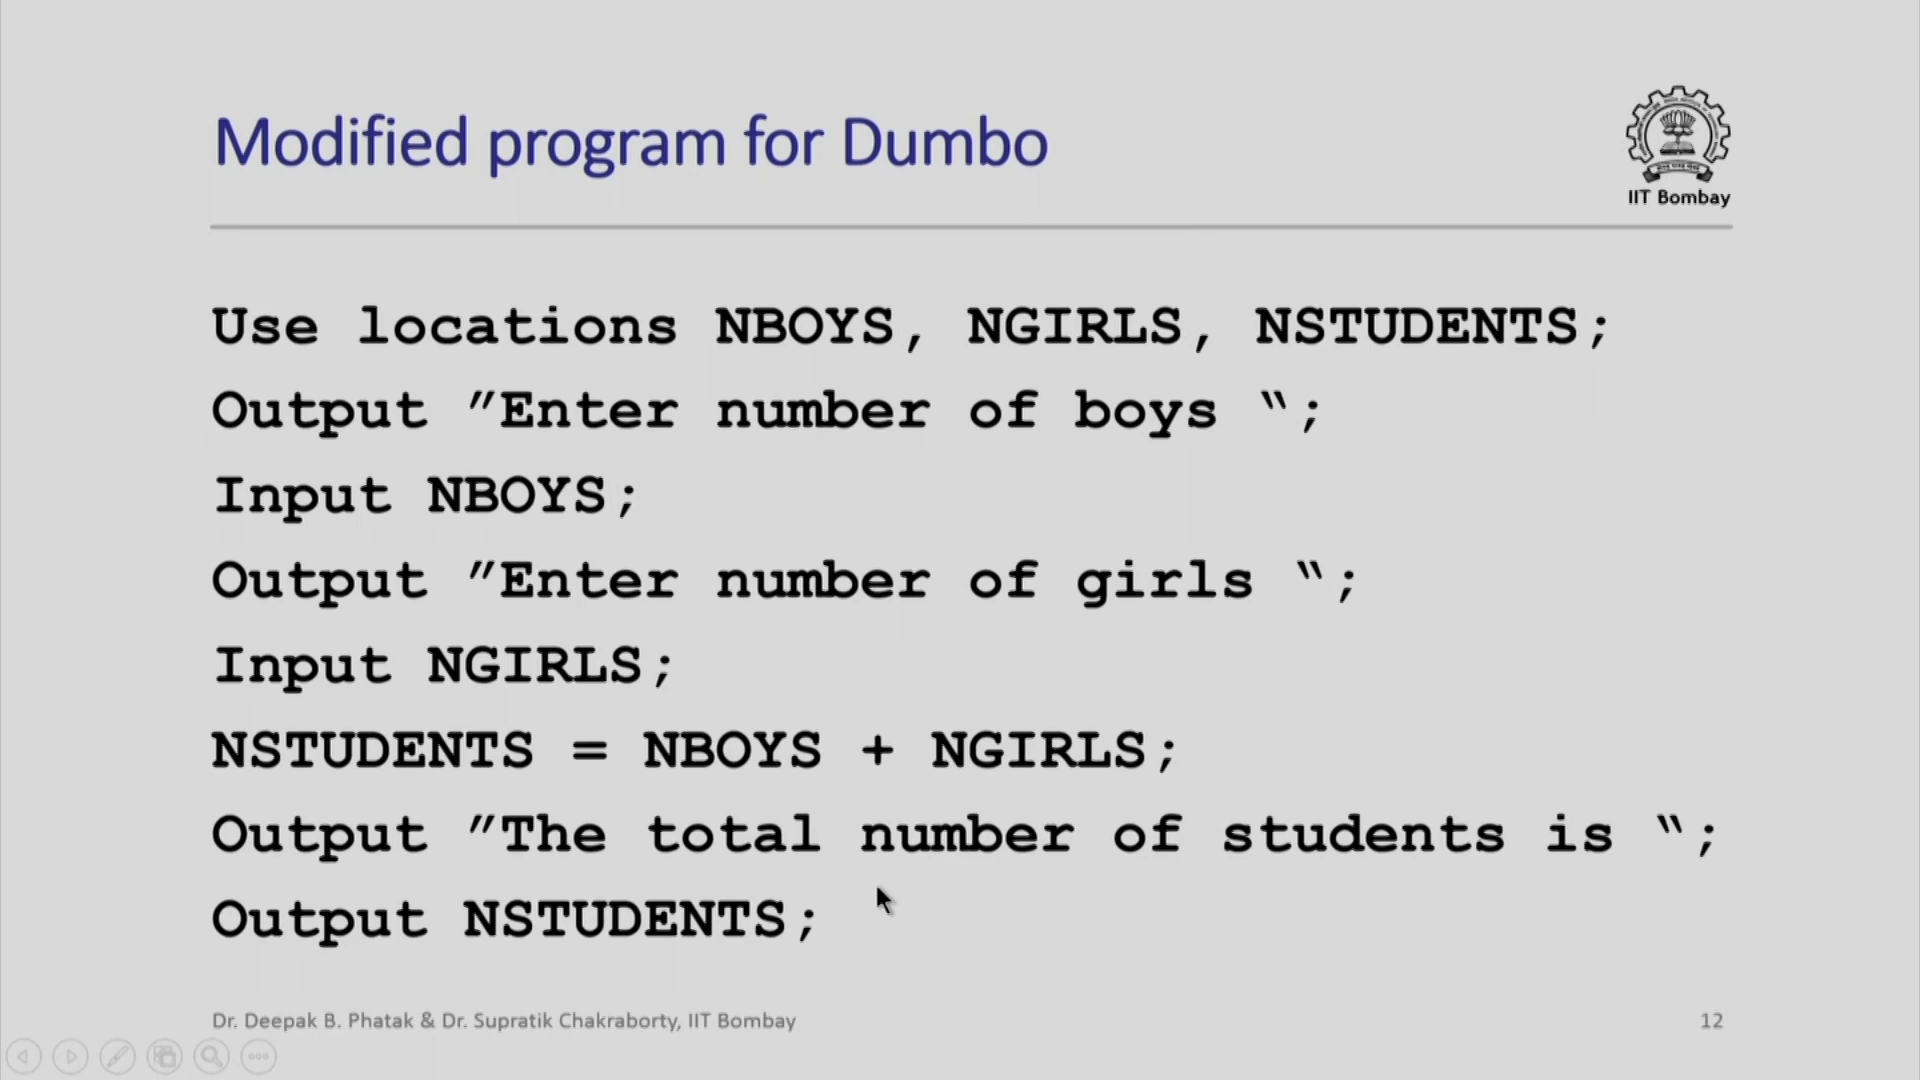 Modified program for Dumbo
IIT Bombay
Use locations NBOYS, NGIRLS, NSTUDENTS;
Output ”Enter number of boys “;
Input NBOYS;
Output ”Enter number of girls “;
Input NGIRLS;
NSTUDENTS = NBOYS + NGIRLS;
Output ”The total number of students is “;
Output NSTUDENTS;
Dr. Deepak B. Phatak & Dr. Supratik Chakraborty, IIT Bombay
12